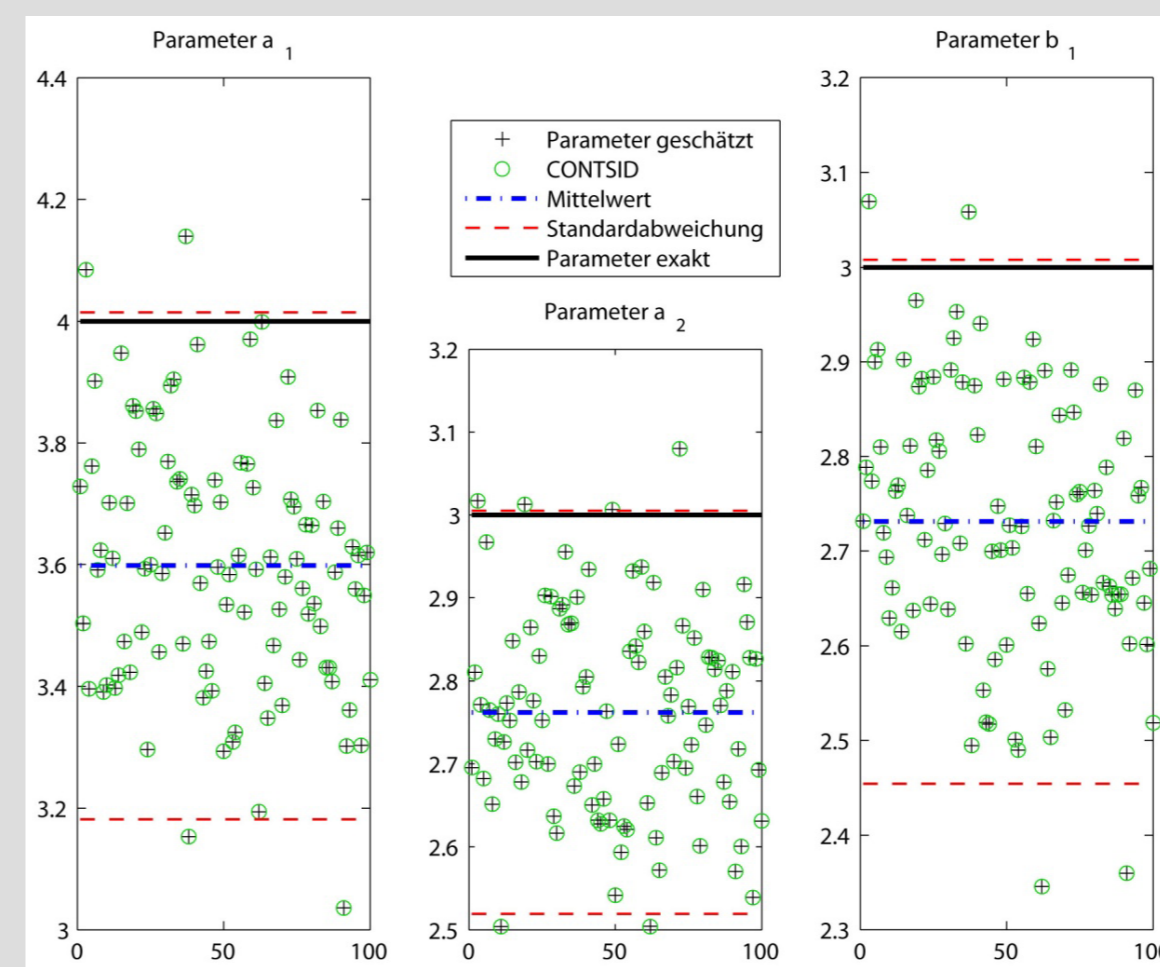 Parameter a 1
4.4
4.2
4
3.8
3.6
3.4
3.2
3
0 50 100
Parameter geschätzt
CONTSID
Mittelwert
Standardabweichung
Parameter exakt
Parameter a 2
3.2
3.1
3
2.9
2.8
2.7
2.6
2.5
0 50 100
Parameter b 1
3.2
3.1
3
2.9
2.8
2.7
2.6
2.5
2.4
2.3
0 50